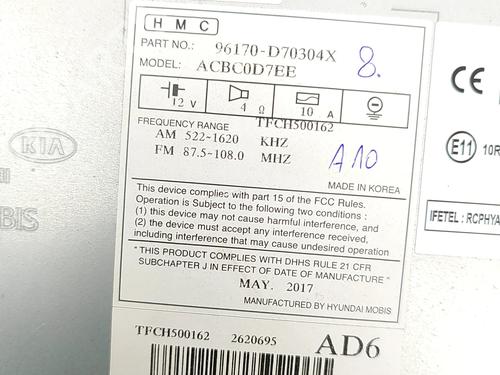 HMC
PART NO.: 96170-D70304X 8.
MODEL: ACBC0D7EE
12 V
4 Ω
10 A
TFCH500162
FREQUENCY RANGE
AM 522-1620 KHZ
FM 87.5-108.0 MHZ
A10
MADE IN KOREA
This device complies with part 15 of the FCC Rules.
Operation is Subject to the following two conditions :
(1) this device may not cause harmful interference, and
(2) the device must accept any interference received,
including interference that may cause undesired operation
"THIS PRODUCT COMPLIES WITH DHHS RULE 21 CFR
SUBCHAPTER J IN EFFECT OF DATE OF MANUFACTURE"
MAY. 2017
MANUFACTURED BY HYUNDAI MOBIS
TFCH500162 2620695
AD6
KIA
OBIS
CE
E11 10R
IFETEL: RCPHYA